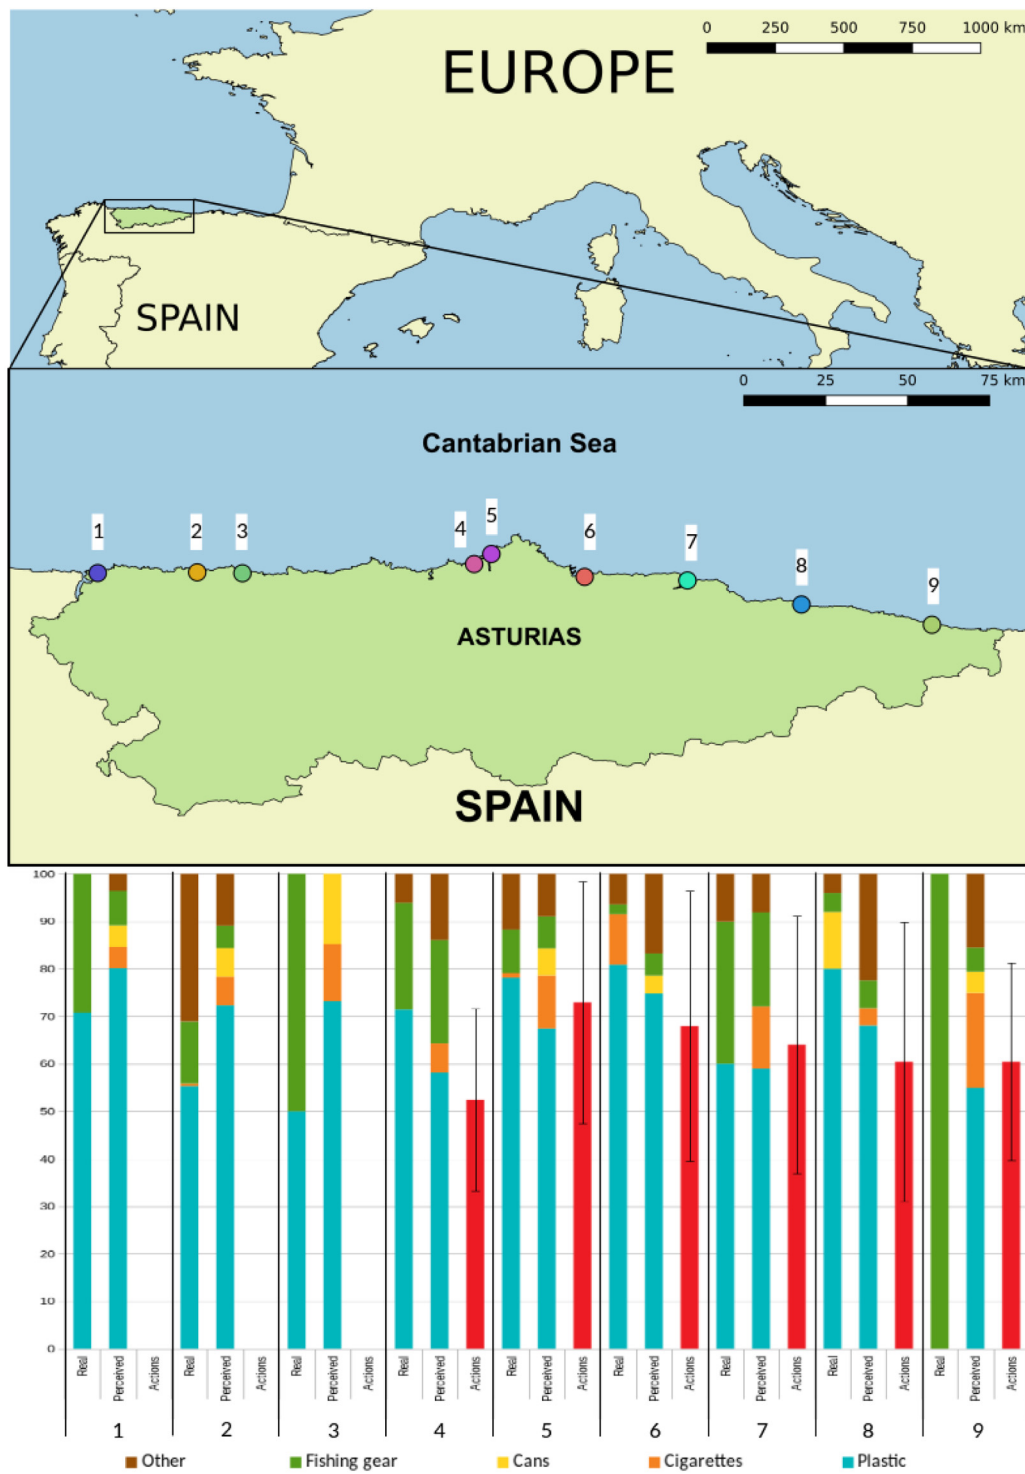 0 250 500 750 1000 km
EUROPE
SPAIN
0 25 50 75 km
Cantabrian Sea
1 2 3 4 5 6 7 8 9
ASTURIAS
SPAIN
100
90
80
70
60
50
40
30
20
10
0
Real Perceived Actions Real Perceived Actions Real Perceived Actions Real Perceived Actions Real Perceived Actions Real Perceived Actions Real Perceived Actions Real Perceived Actions Real Perceived Actions
1 2 3 4 5 6 7 8 9
Other Fishing gear Cans Cigarettes Plastic